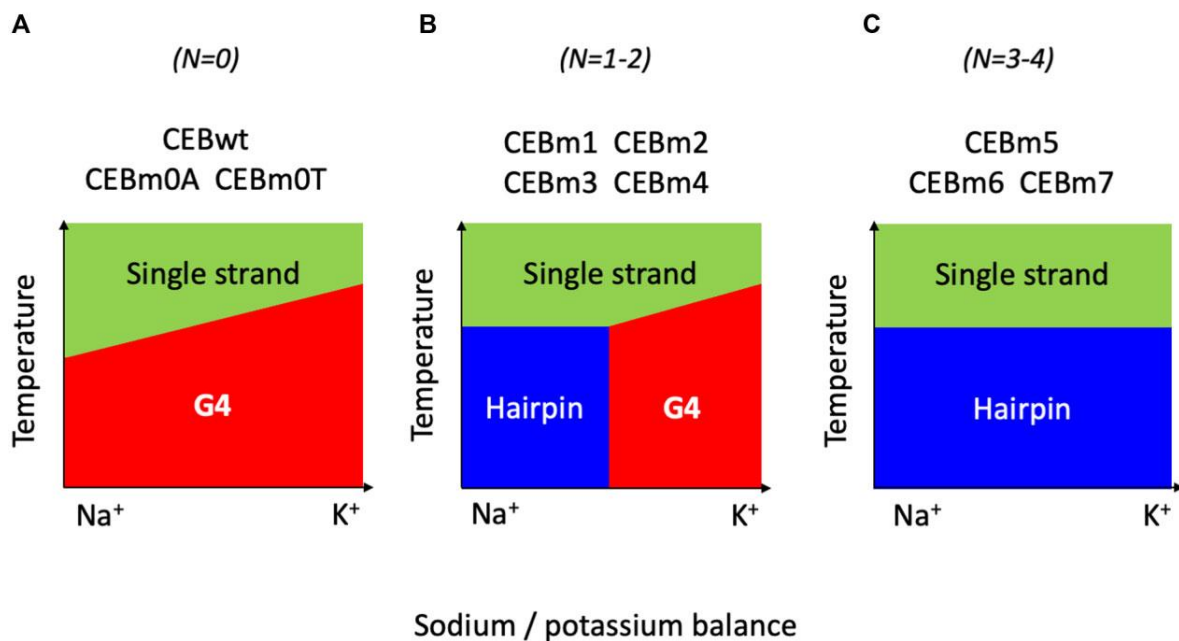 A
B
C
(N=0)
(N=1-2)
(N=3-4)
CEBwt
CEBm0A CEBm0T
CEBm1 CEBm2
CEBm3 CEBm4
CEBm5
CEBm6 CEBm7
Temperature
Single strand
G4
Na⁺
K⁺
Temperature
Single strand
Hairpin
G4
Na⁺
K⁺
Temperature
Single strand
Hairpin
Na⁺
K⁺
Sodium / potassium balance